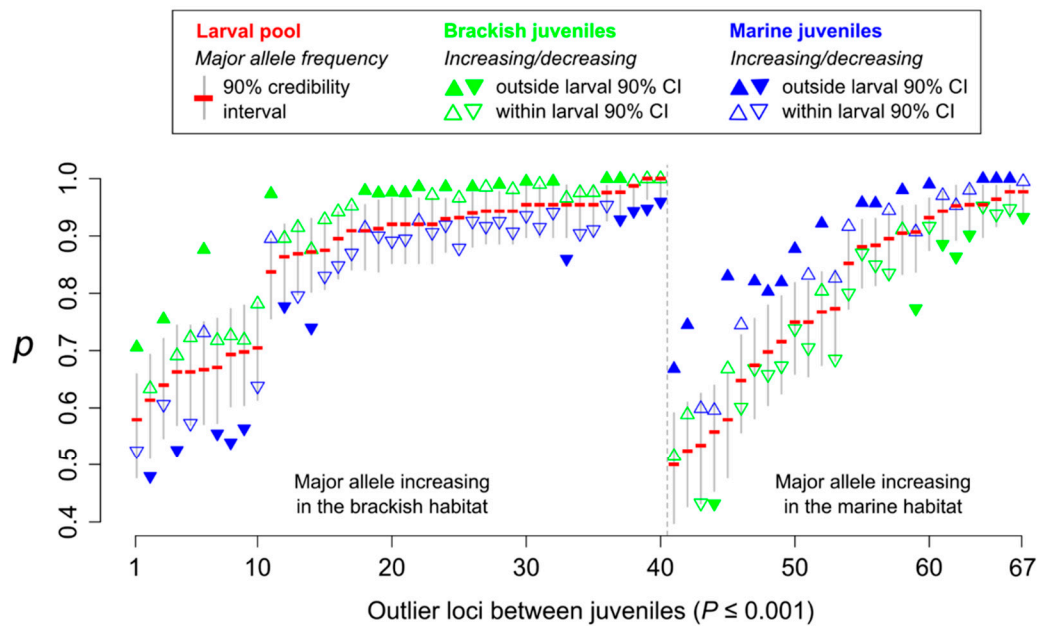 Larval pool
Major allele frequency
90% credibility
interval
Brackish juveniles
Increasing/decreasing
outside larval 90% CI
within larval 90% CI
Marine juveniles
Increasing/decreasing
outside larval 90% CI
within larval 90% CI
p
1.0
0.9
0.8
0.7
0.6
0.5
0.4
Major allele increasing
in the brackish habitat
Major allele increasing
in the marine habitat
1 10 20 30 40 50 60 67
Outlier loci between juveniles (P ≤ 0.001)